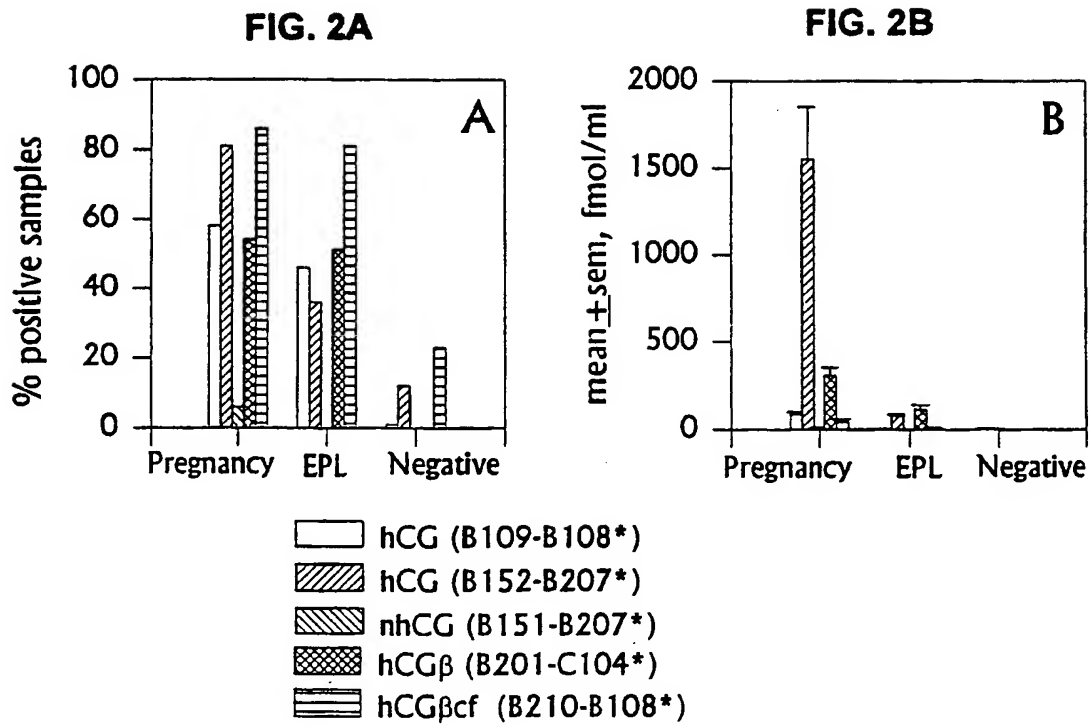 FIG. 2A
FIG. 2B
100
80
60
40
20
0
% positive samples
A
Pregnancy EPL Negative
2000
1500
1000
500
0
mean±sem, fmol/ml
B
Pregnancy EPL Negative
hCG (B109-B108*)
hCG (B152-B207*)
nhCG (B151-B207*)
hCGβ (B201-C104*)
hCGβcf (B210-B108*)